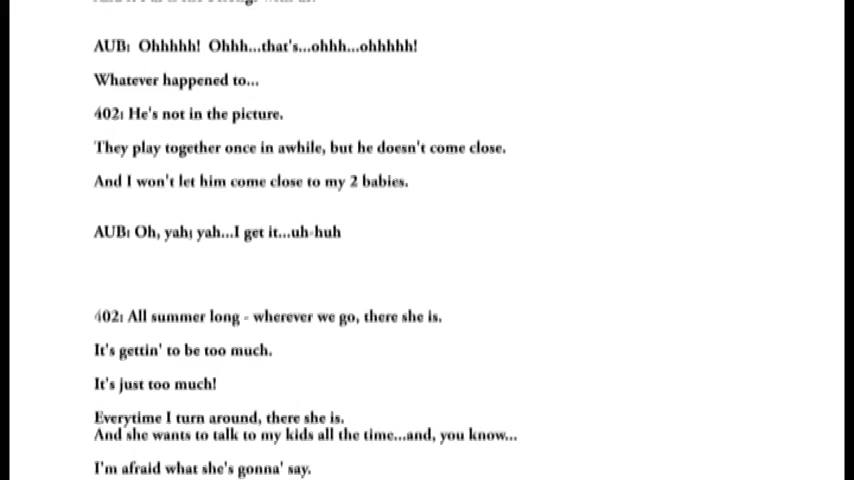 AUB: Ohhhhh! Ohhh...that's...ohhh...ohhhhh!
Whatever happened to...
402: He's not in the picture.
They play together once in awhile, but he doesn't come close.
And I won't let him come close to my 2 babies.
AUB: Oh, yah; yah...I get it...uh-huh
402: All summer long - wherever we go, there she is.
It's gettin' to be too much.
It's just too much!
Everytime I turn around, there she is.
And she wants to talk to my kids all the time...and, you know...
I'm afraid what she's gonna' say.